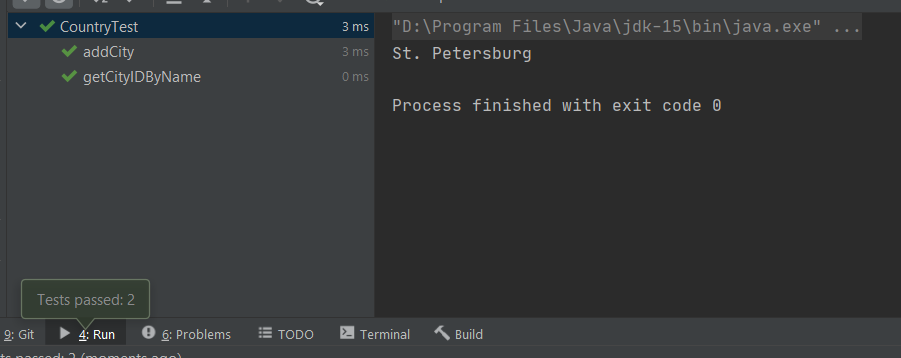 CountryTest 3 ms
addCity 3 ms
getCityIDByName 0 ms
"D:\Program Files\Java\jdk-15\bin\java.exe" ...
St. Petersburg
Process finished with exit code 0
Tests passed: 2
9: Git 4: Run 6: Problems TODO Terminal Build
ts passed: 2 (moments ago)